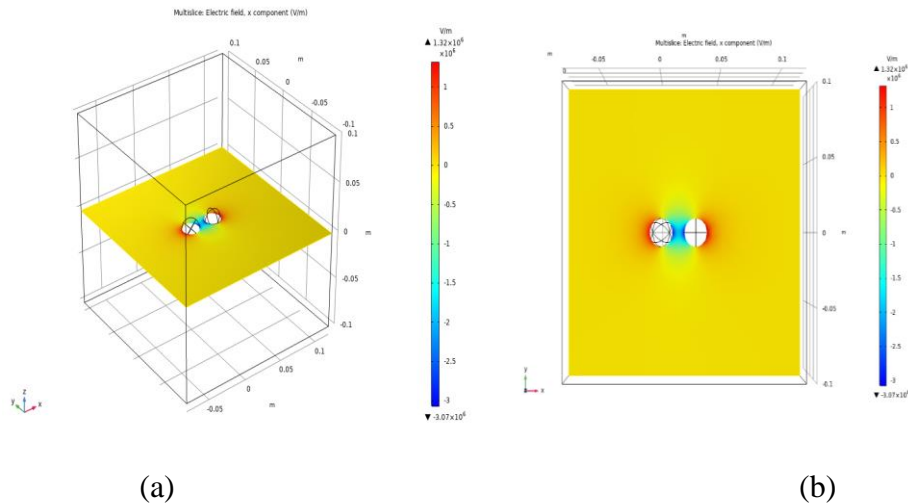 Multislice: Electric field, x component (V/m)
V/m
▲ 1.32×10⁶
×10⁶
1
0.5
0
-0.5
-1
-1.5
-2
-2.5
-3
▼ -3.07×10⁶
0.1
0.05
0
-0.05
-0.1
m
0.1
0.05
0
-0.05
-0.1
m
-0.05
0
0.05
0.1
m
z
y
x
(a)
m
m
Multislice: Electric field, x component (V/m)
-0.05
0
0.05
0.1
0.1
0.05
0
-0.05
-0.1
m
V/m
▲ 1.32×10⁶
1
0.5
0
-0.5
-1
-1.5
-2
-2.5
-3
y
x
(b)